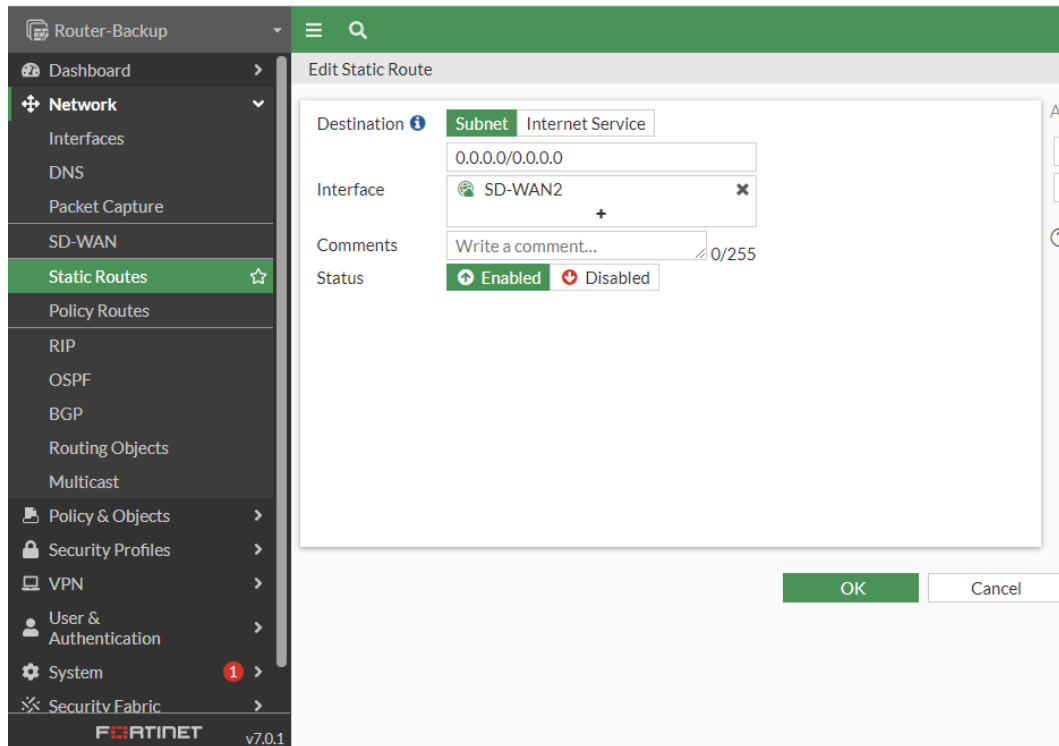 Router-Backup
Dashboard
Network
Interfaces
DNS
Packet Capture
SD-WAN
Static Routes
Policy Routes
RIP
OSPF
BGP
Routing Objects
Multicast
Policy & Objects
Security Profiles
VPN
User &
Authentication
System 1
Security Fabric
FORTINET v7.0.1
Edit Static Route
Destination Subnet Internet Service
0.0.0.0/0.0.0.0
Interface SD-WAN2
+
Comments Write a comment... 0/255
Status Enabled Disabled
OK Cancel